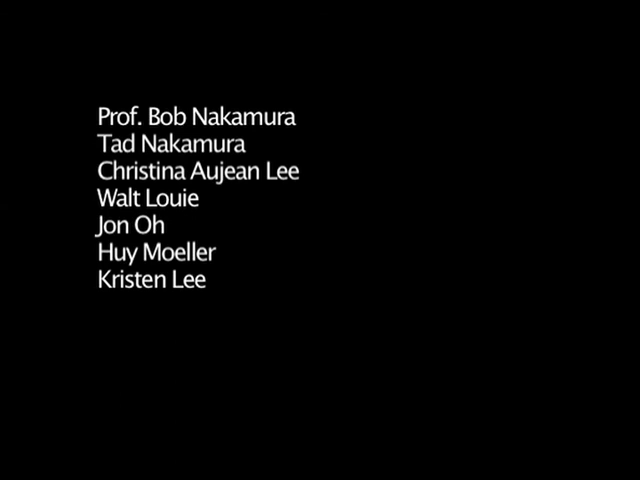 Prof. Bob Nakamura
Tad Nakamura
Christina Aujean Lee
Walt Louie
Jon Oh
Huy Moeller
Kristen Lee